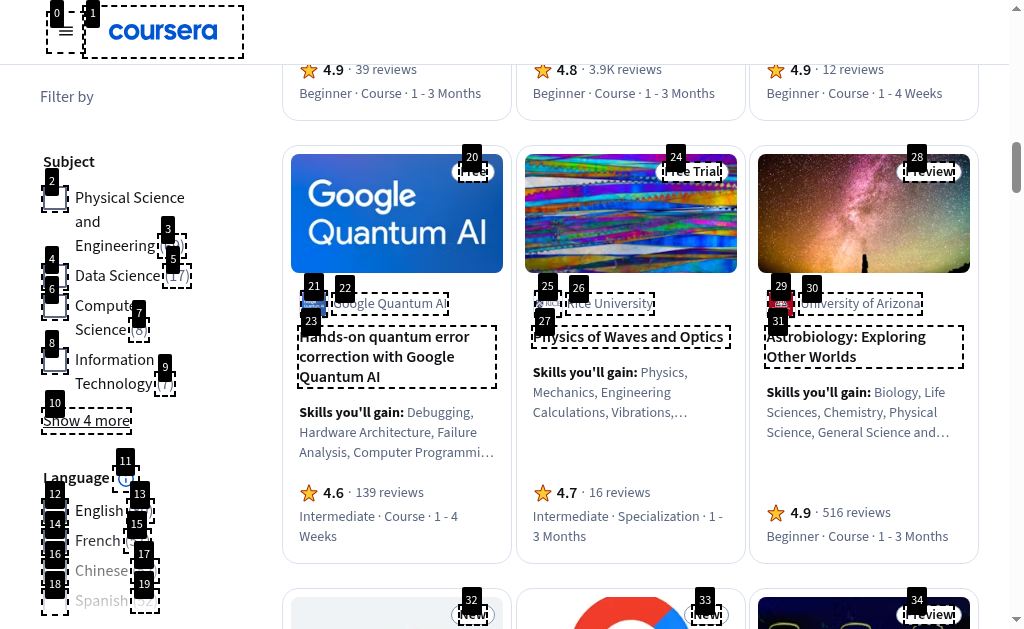 coursera
4.9 · 39 reviews
Beginner · Course · 1 - 3 Months
4.8 · 3.9K reviews
Beginner · Course · 1 - 3 Months
4.9 · 12 reviews
Beginner · Course · 1 - 4 Weeks
Filter by
Subject
Physical Science
and
Engineering
Data Science (17)
Computer
Science (8)
Information
Technology (7)
Show 4 more
Language
English
French
Chinese
Spanish
Free
Google
Quantum AI
Google Quantum AI
Hands-on quantum error
correction with Google
Quantum AI
Skills you'll gain: Debugging,
Hardware Architecture, Failure
Analysis, Computer Programmi…
4.6 · 139 reviews
Intermediate · Course · 1 - 4
Weeks
Free Trial
Rice University
Physics of Waves and Optics
Skills you'll gain: Physics,
Mechanics, Engineering
Calculations, Vibrations,…
4.7 · 16 reviews
Intermediate · Specialization · 1 -
3 Months
Preview
University of Arizona
Astrobiology: Exploring
Other Worlds
Skills you'll gain: Biology, Life
Sciences, Chemistry, Physical
Science, General Science and…
4.9 · 516 reviews
Beginner · Course · 1 - 3 Months
New
New
Preview
0
1
2
3
4
5
6
7
8
9
10
11
12
13
14
15
16
17
18
19
20
21
22
23
24
25
26
27
28
29
30
31
32
33
34